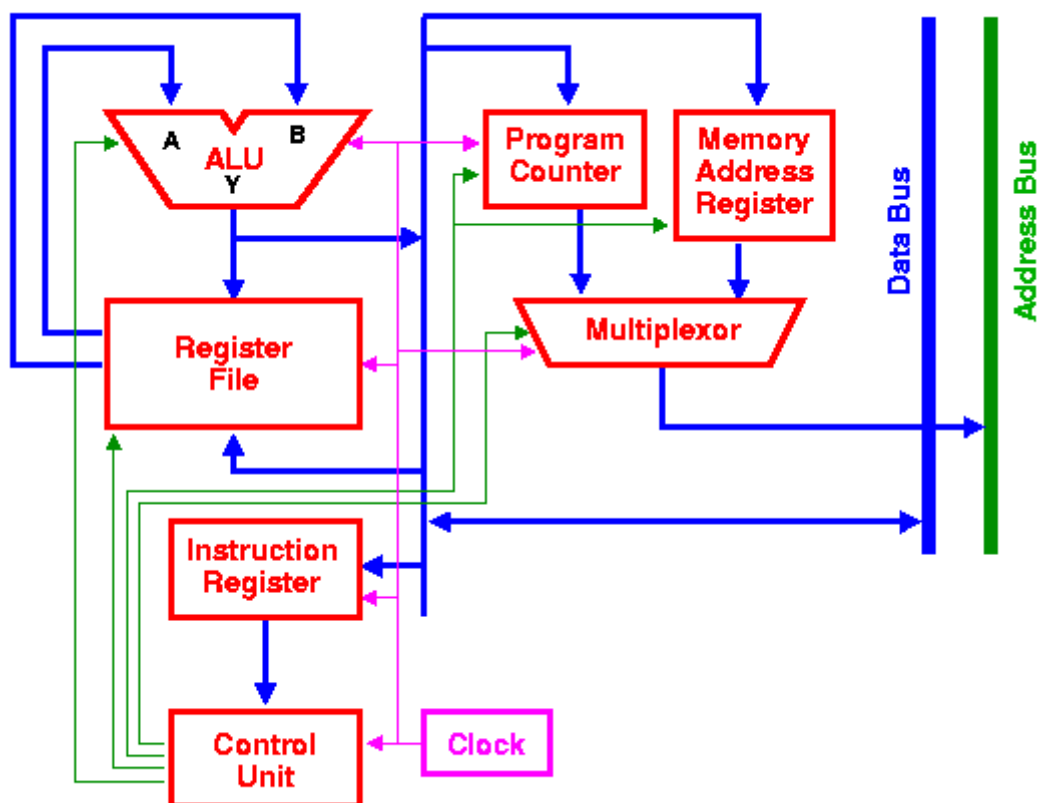 A
B
ALU
Y
Program
Counter
Memory
Address
Register
Data Bus
Address Bus
Register
File
Multiplexor
Instruction
Register
Control
Unit
Clock